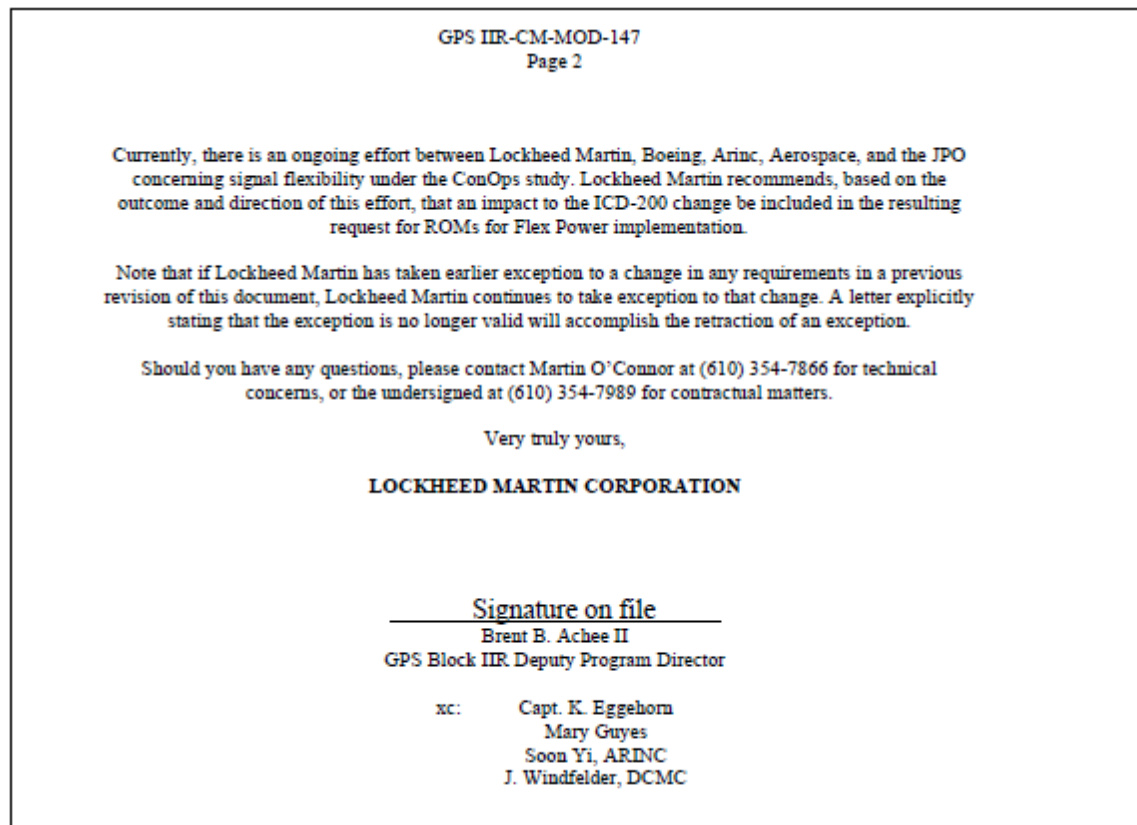 GPS IIR-CM-MOD-147
Page 2
Currently, there is an ongoing effort between Lockheed Martin, Boeing, Arinc, Aerospace, and the JPO
concerning signal flexibility under the ConOps study. Lockheed Martin recommends, based on the
outcome and direction of this effort, that an impact to the ICD-200 change be included in the resulting
request for ROMs for Flex Power implementation.
Note that if Lockheed Martin has taken earlier exception to a change in any requirements in a previous
revision of this document, Lockheed Martin continues to take exception to that change. A letter explicitly
stating that the exception is no longer valid will accomplish the retraction of an exception.
Should you have any questions, please contact Martin O’Connor at (610) 354-7866 for technical
concerns, or the undersigned at (610) 354-7989 for contractual matters.
Very truly yours,
LOCKHEED MARTIN CORPORATION
Signature on file
Brent B. Achee II
GPS Block IIR Deputy Program Director
xc: Capt. K. Eggehorn
Mary Guyes
Soon Yi, ARINC
J. Windfelder, DCMC